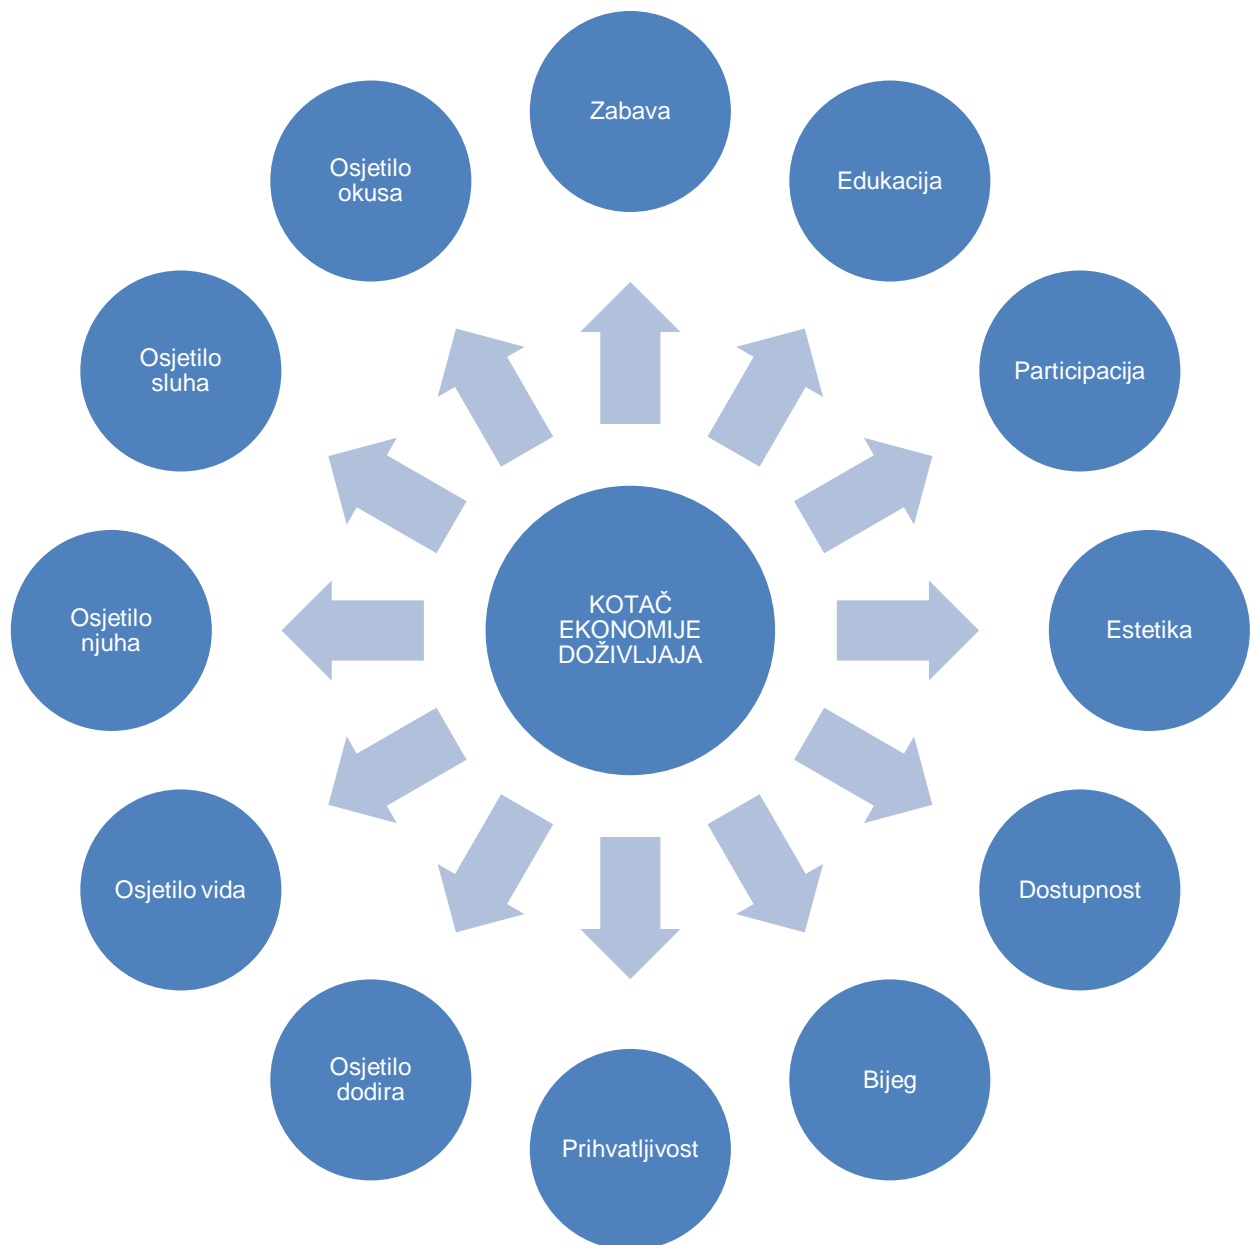 Zabava
Edukacija
Participacija
Estetika
Dostupnost
Bijeg
Prihvatljivost
Osjetilo
dodira
Osjetilo vida
Osjetilo
njuha
Osjetilo
sluha
Osjetilo
okusa
KOTAČ
EKONOMIJE
DOŽIVLJAJA